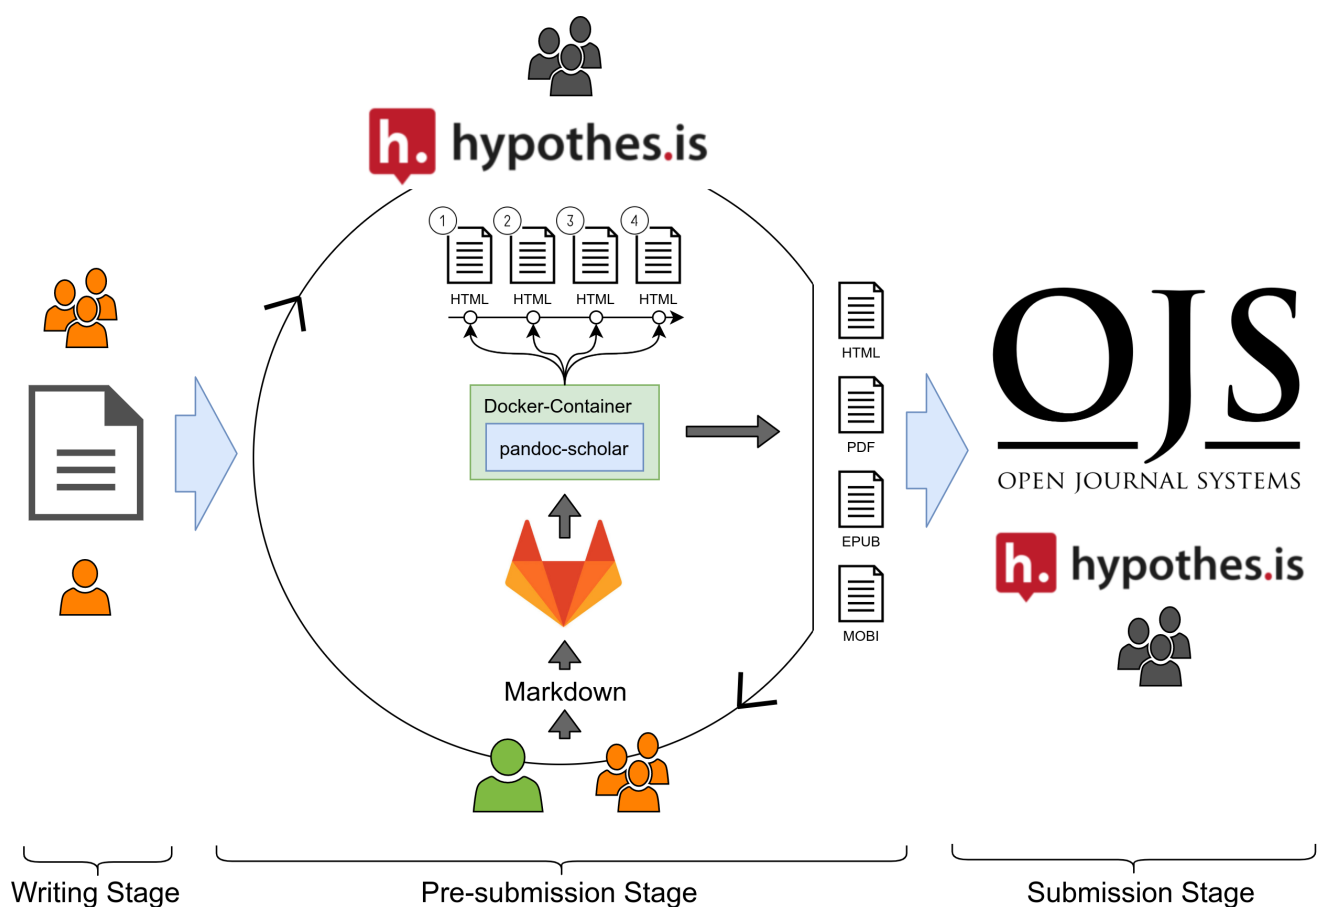 h. hypothes.is
1 2 3 4
HTML HTML HTML HTML
Docker-Container
pandoc-scholar
Markdown
HTML
PDF
EPUB
MOBI
OJS
OPEN JOURNAL SYSTEMS
h. hypothes.is
Writing Stage
Pre-submission Stage
Submission Stage